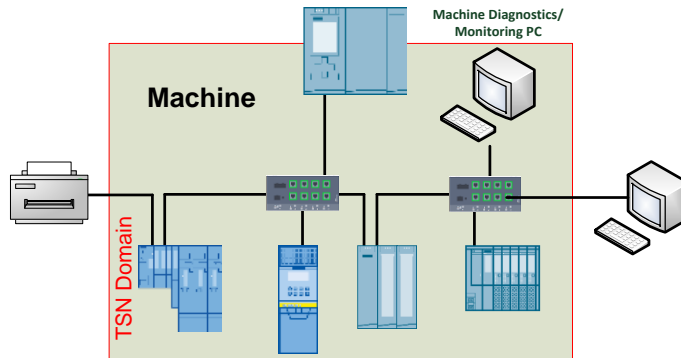 Machine Diagnostics/
Monitoring PC
Machine
TSN Domain